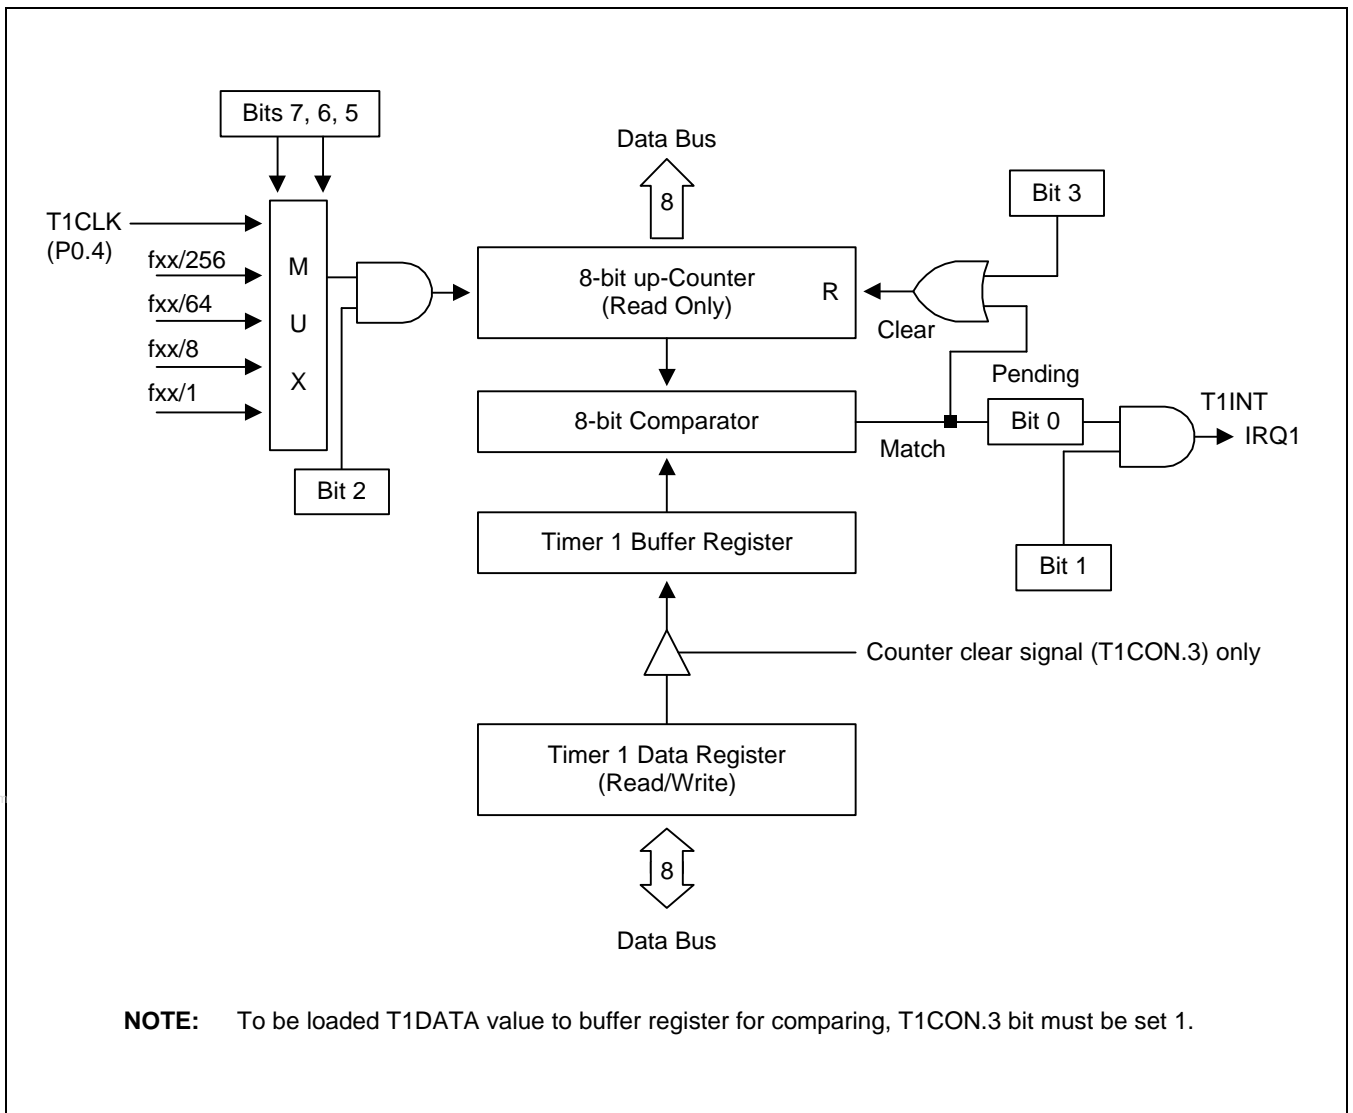 Bits 7, 6, 5
Data Bus
8
Bit 3
T1CLK
(P0.4)
fxx/256
fxx/64
fxx/8
fxx/1
M
U
X
8-bit up-Counter
(Read Only)
R
Clear
Pending
8-bit Comparator
Match
Bit 0
T1INT
IRQ1
Bit 2
Timer 1 Buffer Register
Bit 1
Counter clear signal (T1CON.3) only
Timer 1 Data Register
(Read/Write)
8
Data Bus
NOTE: To be loaded T1DATA value to buffer register for comparing, T1CON.3 bit must be set 1.